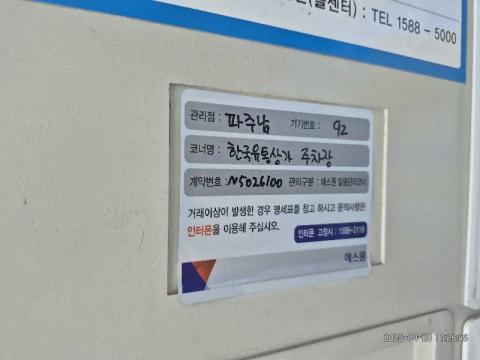 (콜센터) : TEL 1588 - 5000
관리점 : 파주남 기기번호 : 92
코너명 : 한국유통상가 주차장
계약번호 : N5026100 관리구분 : 에스원 일괄관리코너
거래이상이 발생한 경우 명세표를 참고 하시고 문의사항은
인터폰을 이용해 주십시오.
인터폰 고장시 : 1588-3118
에스원